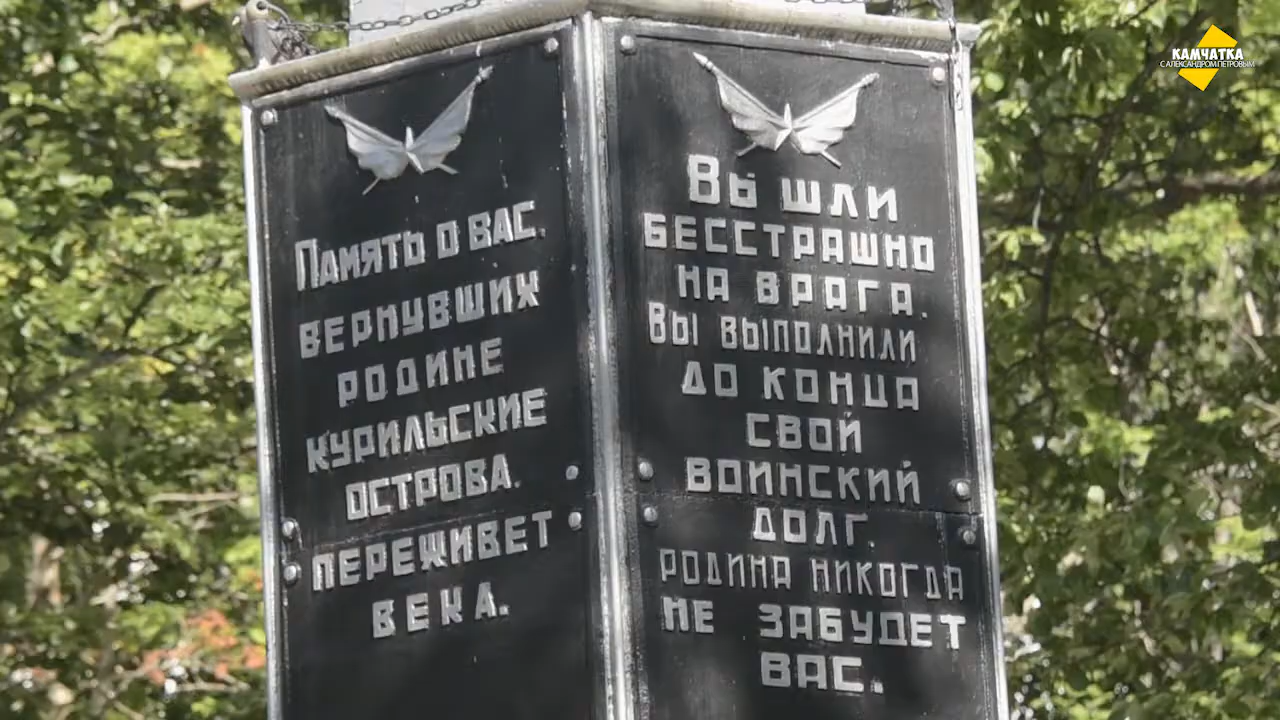 Память о вас,
вернувших
родине
курильские
острова.
переживет
века.
Вы шли
бесстрашно
на врага.
Вы выполнили
до конца
свой
воинский
долг.
родина никогда
не забудет
вас.
КАМЧАТКА
С АЛЕКСАНДРОМ ПЕТРОВЫМ